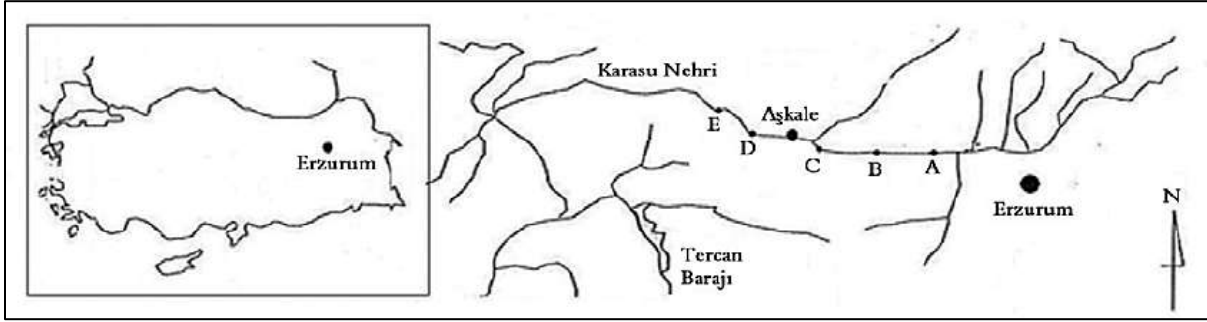 Erzurum
Karasu Nehri
Aşkale
E
D
C
B
A
Erzurum
N
Tercan
Barajı